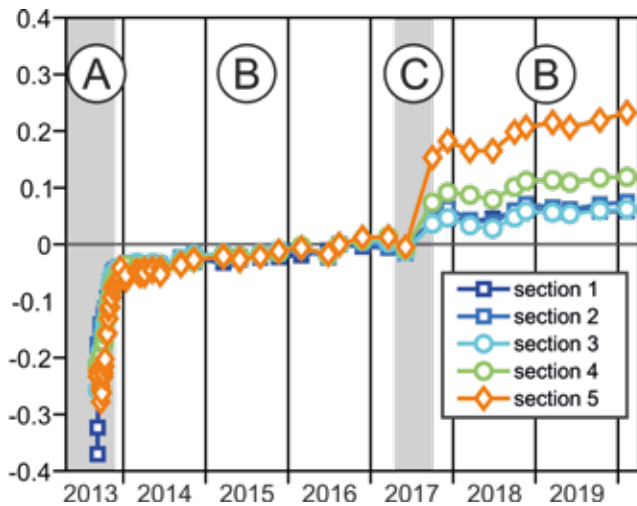 0.4
0.3
0.2
0.1
0
-0.1
-0.2
-0.3
-0.4
A
B
C
B
section 1
section 2
section 3
section 4
section 5
2013 2014 2015 2016 2017 2018 2019